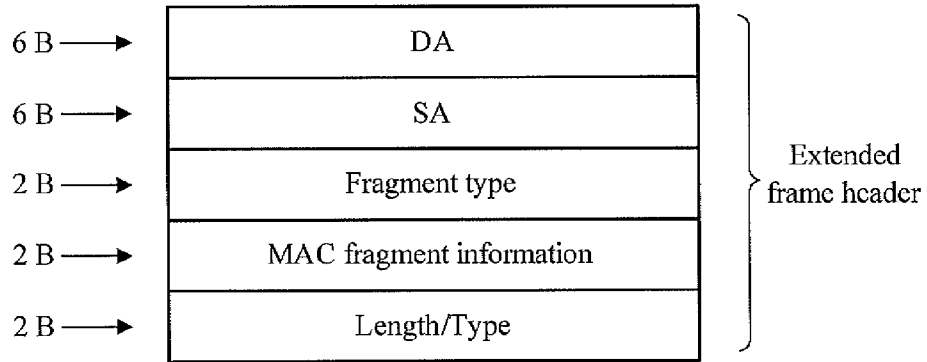 6 B
DA
6 B
SA
2 B
Fragment type
2 B
MAC fragment information
2 B
Length/Type
Extended
frame header